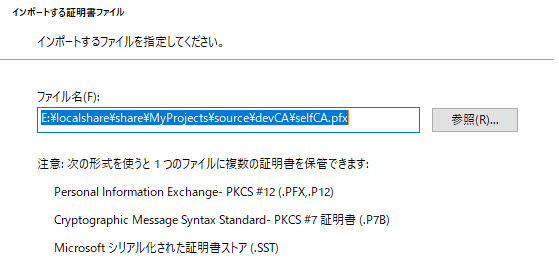 インポートする証明書ファイル
インポートするファイルを指定してください。
ファイル名(F):
E:¥localshare¥share¥MyProjects¥source¥devCA¥selfCA.pfx
参照(R)...
注意: 次の形式を使うと 1 つのファイルに複数の証明書を保管できます:
Personal Information Exchange- PKCS #12 (.PFX,.P12)
Cryptographic Message Syntax Standard- PKCS #7 証明書 (.P7B)
Microsoft シリアル化された証明書ストア (.SST)